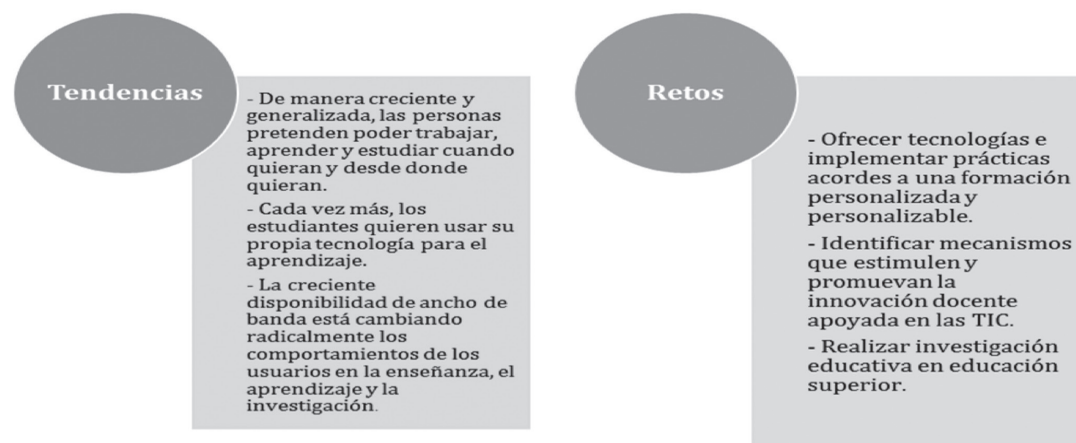 Tendencias
- De manera creciente y
generalizada, las personas
pretenden poder trabajar,
aprender y estudiar cuando
quieran y desde donde
quieran.
- Cada vez más, los
estudiantes quieren usar su
propia tecnología para el
aprendizaje.
- La creciente
disponibilidad de ancho de
banda está cambiando
radicalmente los
comportamientos de los
usuarios en la enseñanza, el
aprendizaje y la
investigación.
Retos
- Ofrecer tecnologías e
implementar prácticas
acordes a una formación
personalizada y
personalizable.
- Identificar mecanismos
que estimulen y
promuevan la
innovación docente
apoyada en las TIC.
- Realizar investigación
educativa en educación
superior.